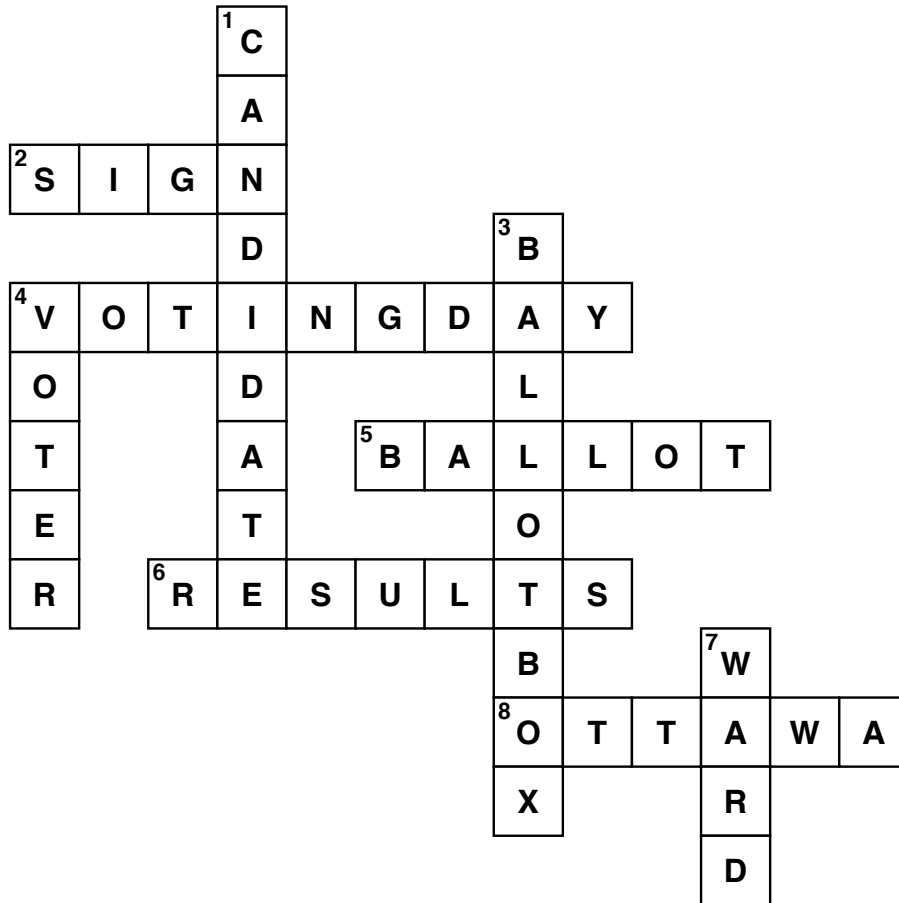 1 C
A
2 S I G N
D 3 B
4 V O T I N G D A Y
O D L
T A 5 B A L L O T
E T O
R 6 R E S U L T S
B 7 W
8 O T T A W A
X R
D